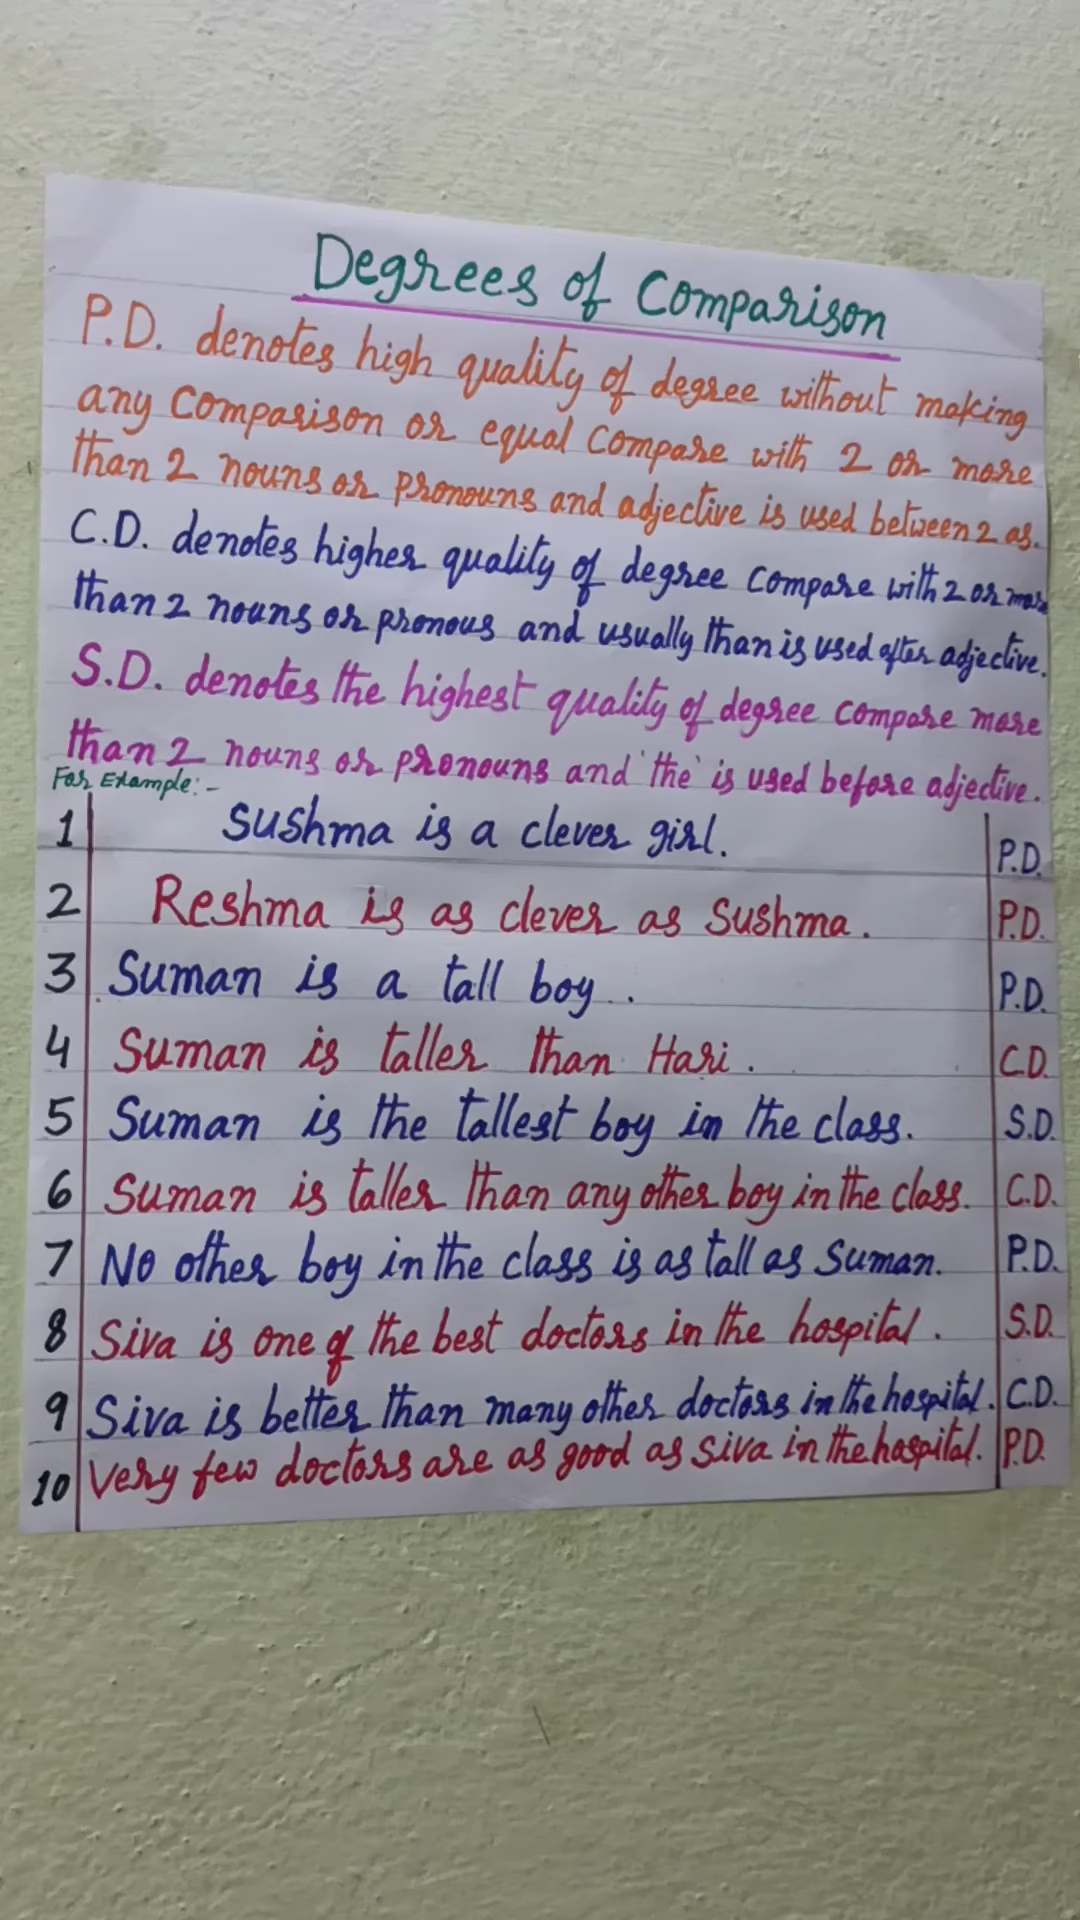 Degrees of Comparison
P.D. denotes high quality of degree without making
any Comparison or equal Compare with 2 or more
than 2 nouns or pronouns and adjective is used between 2 as.
C.D. denotes higher quality of degree Compare with 2 or more
than 2 nouns or pronous and usually than is used after adjective.
S.D. denotes the highest quality of degree compare more
than 2 nouns or pronouns and 'the' is used before adjective.
For Example:-
1 Sushma is a clever girl. P.D.
2 Reshma is as clever as Sushma. P.D.
3 Suman is a tall boy. P.D.
4 Suman is taller than Hari. C.D.
5 Suman is the tallest boy in the class. S.D.
6 Suman is taller than any other boy in the class. C.D.
7 No other boy in the class is as tall as Suman. P.D.
8 Siva is one of the best doctors in the hospital. S.D.
9 Siva is better than many other doctors in the hospital. C.D.
10 Very few doctors are as good as Siva in the hospital. P.D.